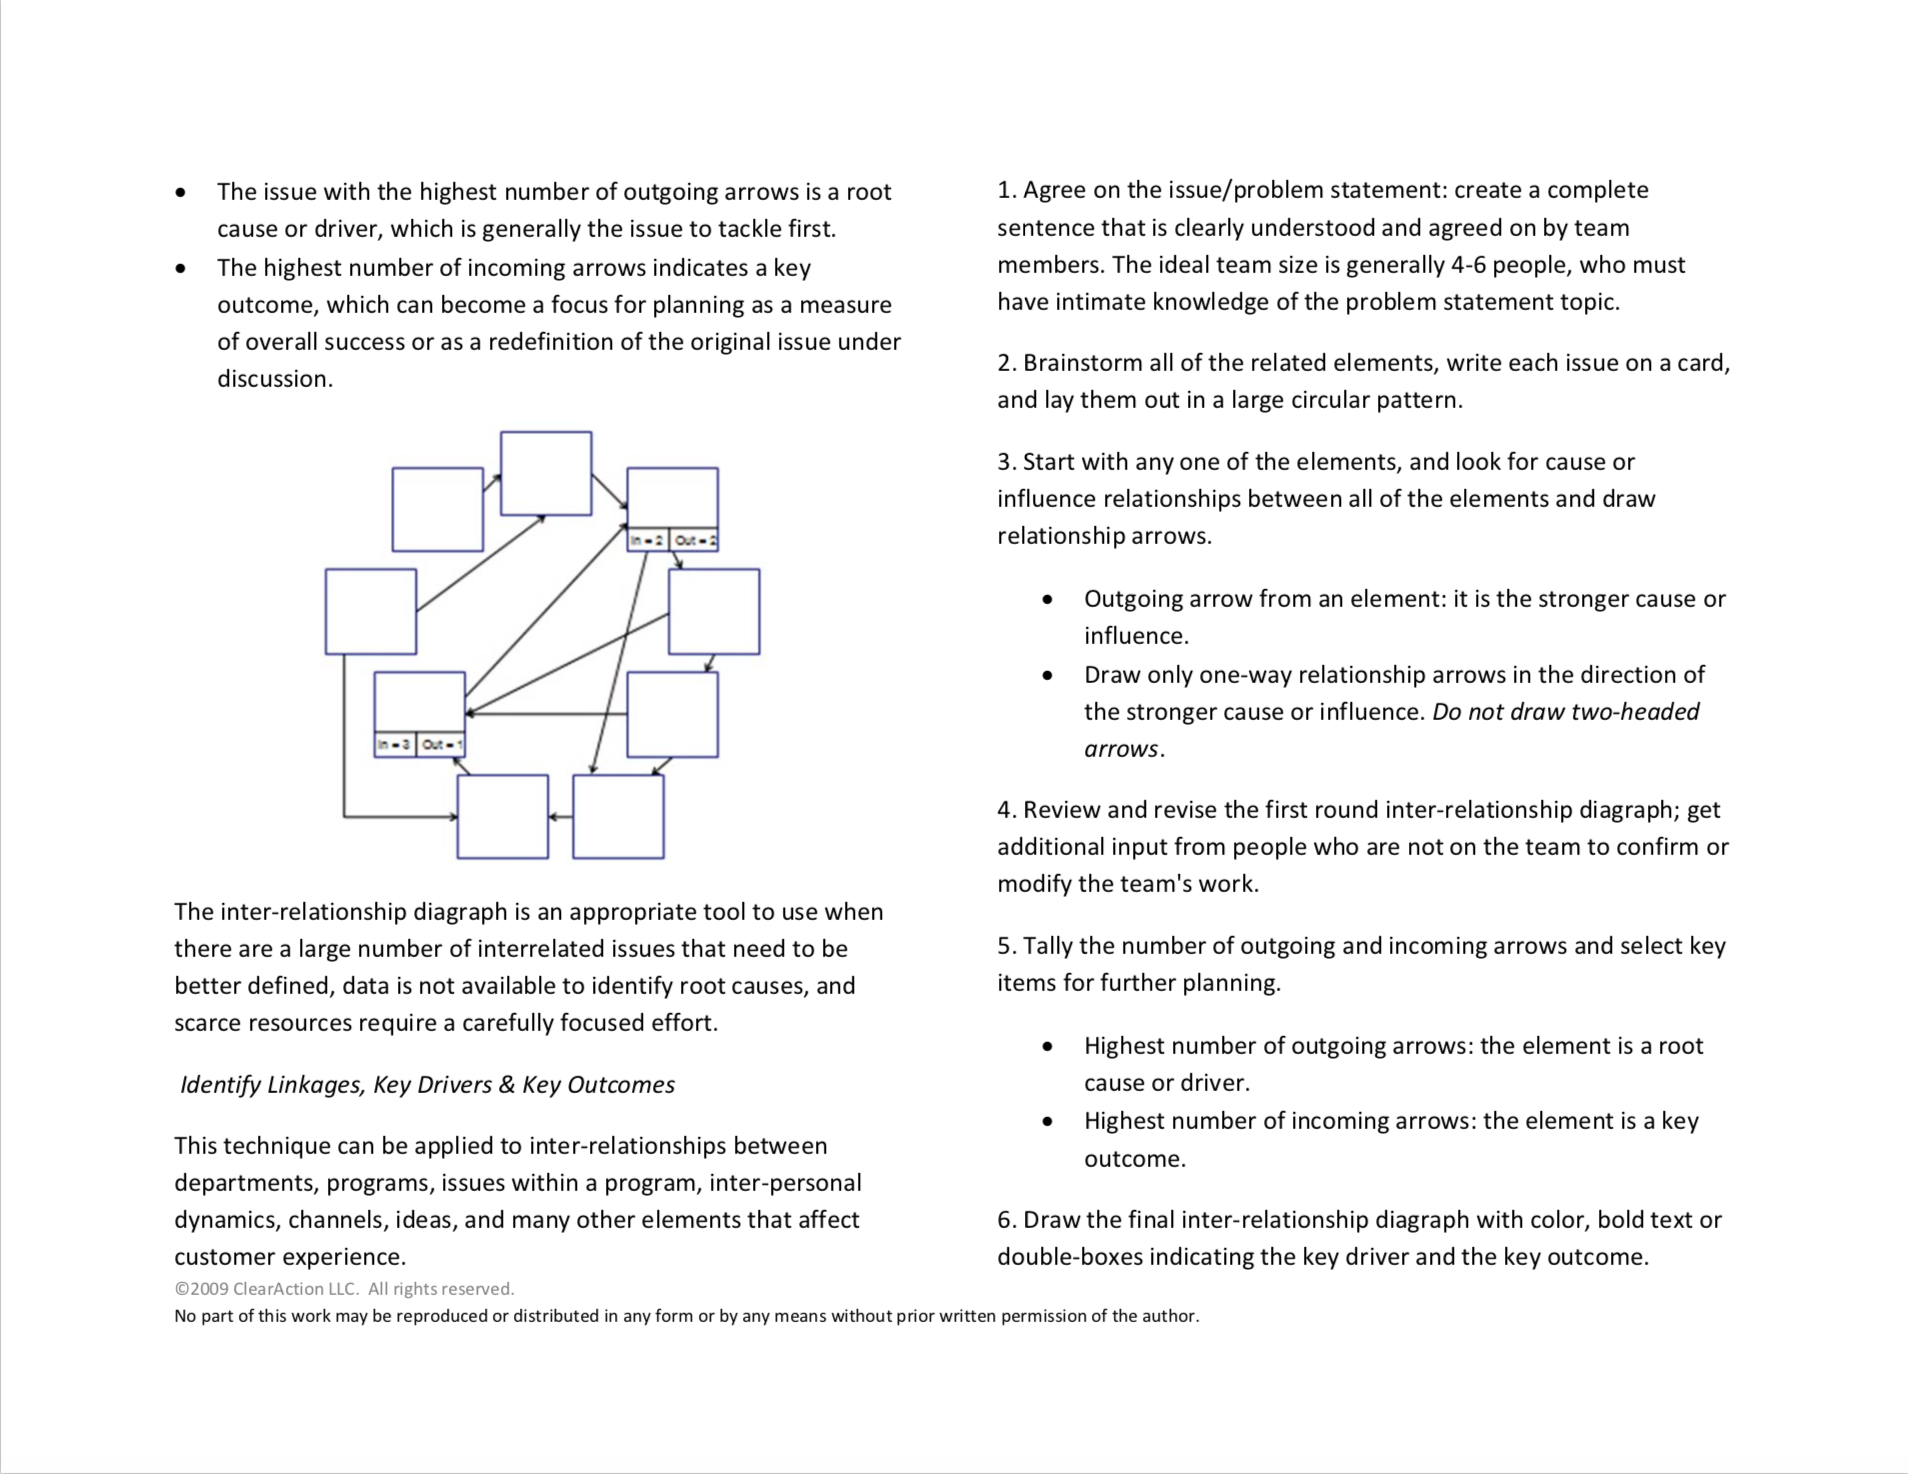 • The issue with the highest number of outgoing arrows is a root
cause or driver, which is generally the issue to tackle first.
• The highest number of incoming arrows indicates a key
outcome, which can become a focus for planning as a measure
of overall success or as a redefinition of the original issue under
discussion.
In = 2 Out = 2
In = 3 Out = 1
The inter-relationship diagraph is an appropriate tool to use when
there are a large number of interrelated issues that need to be
better defined, data is not available to identify root causes, and
scarce resources require a carefully focused effort.
Identify Linkages, Key Drivers & Key Outcomes
This technique can be applied to inter-relationships between
departments, programs, issues within a program, inter-personal
dynamics, channels, ideas, and many other elements that affect
customer experience.
1. Agree on the issue/problem statement: create a complete
sentence that is clearly understood and agreed on by team
members. The ideal team size is generally 4-6 people, who must
have intimate knowledge of the problem statement topic.
2. Brainstorm all of the related elements, write each issue on a card,
and lay them out in a large circular pattern.
3. Start with any one of the elements, and look for cause or
influence relationships between all of the elements and draw
relationship arrows.
• Outgoing arrow from an element: it is the stronger cause or
influence.
• Draw only one-way relationship arrows in the direction of
the stronger cause or influence. Do not draw two-headed
arrows.
4. Review and revise the first round inter-relationship diagraph; get
additional input from people who are not on the team to confirm or
modify the team's work.
5. Tally the number of outgoing and incoming arrows and select key
items for further planning.
• Highest number of outgoing arrows: the element is a root
cause or driver.
• Highest number of incoming arrows: the element is a key
outcome.
6. Draw the final inter-relationship diagraph with color, bold text or
double-boxes indicating the key driver and the key outcome.
©2009 ClearAction LLC. All rights reserved.
No part of this work may be reproduced or distributed in any form or by any means without prior written permission of the author.